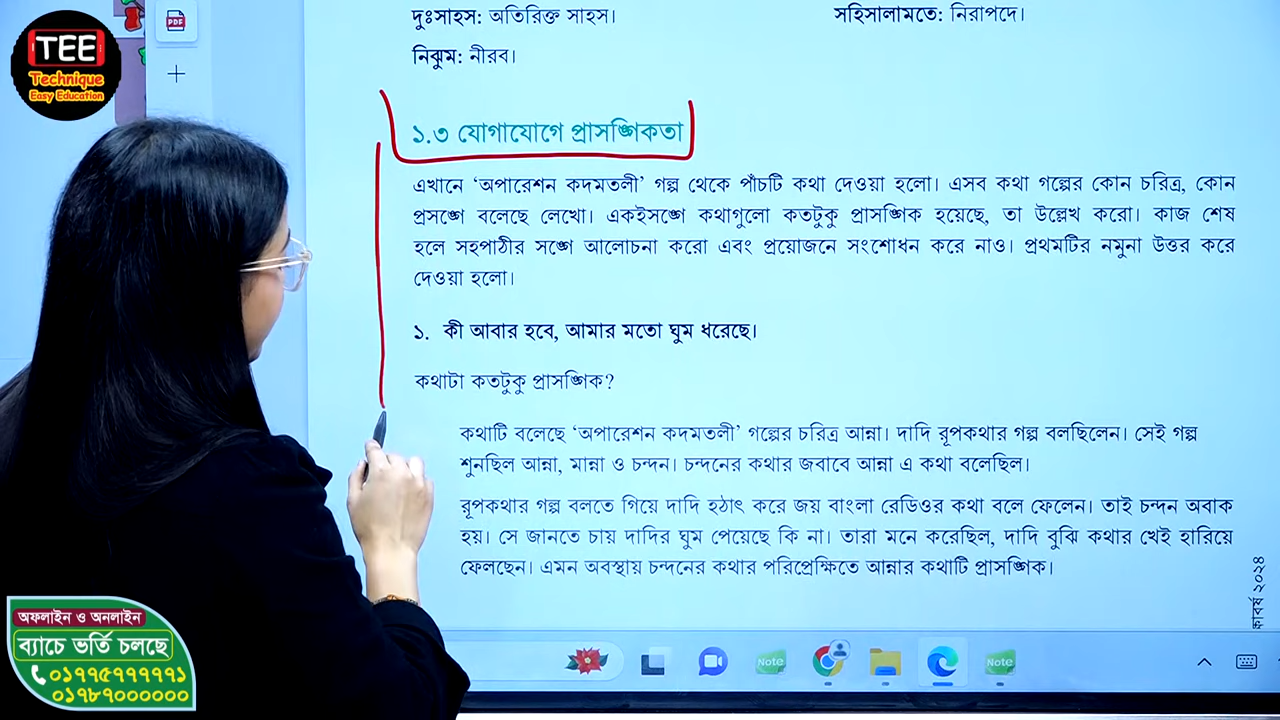 TEE
Technique
Easy Education
PDF
দুঃসাহস: অতিরিক্ত সাহস।
সহিসালামতে: নিরাপদে।
নিঝুম: নীরব।
১.৩ যোগাযোগে প্রাসঙ্গিকতা
এখানে ‘অপারেশন কদমতলী’ গল্প থেকে পাঁচটি কথা দেওয়া হলো। এসব কথা গল্পের কোন চরিত্র, কোন
প্রসঙ্গে বলেছে লেখো। একইসঙ্গে কথাগুলো কতটুকু প্রাসঙ্গিক হয়েছে, তা উল্লেখ করো। কাজ শেষ
হলে সহপাঠীর সঙ্গে আলোচনা করো এবং প্রয়োজনে সংশোধন করে নাও। প্রথমটির নমুনা উত্তর করে
দেওয়া হলো।
১. কী আবার হবে, আমার মতো ঘুম ধরেছে।
কথাটা কতটুকু প্রাসঙ্গিক?
কথাটি বলেছে ‘অপারেশন কদমতলী’ গল্পের চরিত্র আন্না। দাদি রূপকথার গল্প বলছিলেন। সেই গল্প
শুনছিল আন্না, মান্না ও চন্দন। চন্দনের কথার জবাবে আন্না এ কথা বলেছিল।
রূপকথার গল্প বলতে গিয়ে দাদি হঠাৎ করে জয় বাংলা রেডিওর কথা বলে ফেলেন। তাই চন্দন অবাক
হয়। সে জানতে চায় দাদির ঘুম পেয়েছে কি না। তারা মনে করেছিল, দাদি বুঝি কথার খেই হারিয়ে
ফেলছেন। এমন অবস্থায় চন্দনের কথার পরিপ্রেক্ষিতে আন্নার কথাটি প্রাসঙ্গিক।
২০২৪
অফলাইন ও অনলাইন
ব্যাচে ভর্তি চলছে
০১৭৭৫৭৭৭৭৭১
০১৭৮৭০০০০০০
Note
Note